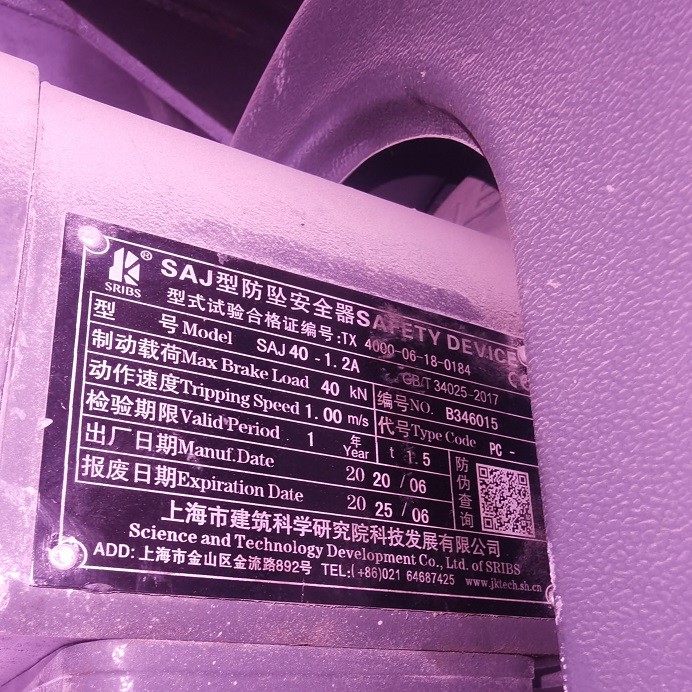 SRIBS ®
SAJ型防坠安全器SAFETY DEVICE
型式试验合格证编号:TX 4000-06-18-0184
GB/T 34025-2017
型 号Model SAJ40-1.2A
制动载荷Max Brake Load 40 kN
编号NO. B346015
动作速度Tripping Speed 1.00 m/s
代号Type Code PC-
检验期限Valid Period 1 年 Year
t 1.5
出厂日期Manuf.Date 2020/06
报废日期Expiration Date 2025/06
防伪查询
上海市建筑科学研究院科技发展有限公司
Science and Technology Development Co., Ltd. of SRIBS
ADD: 上海市金山区金流路892号 TEL:(+86)021 64687425 www.jktech.sh.cn